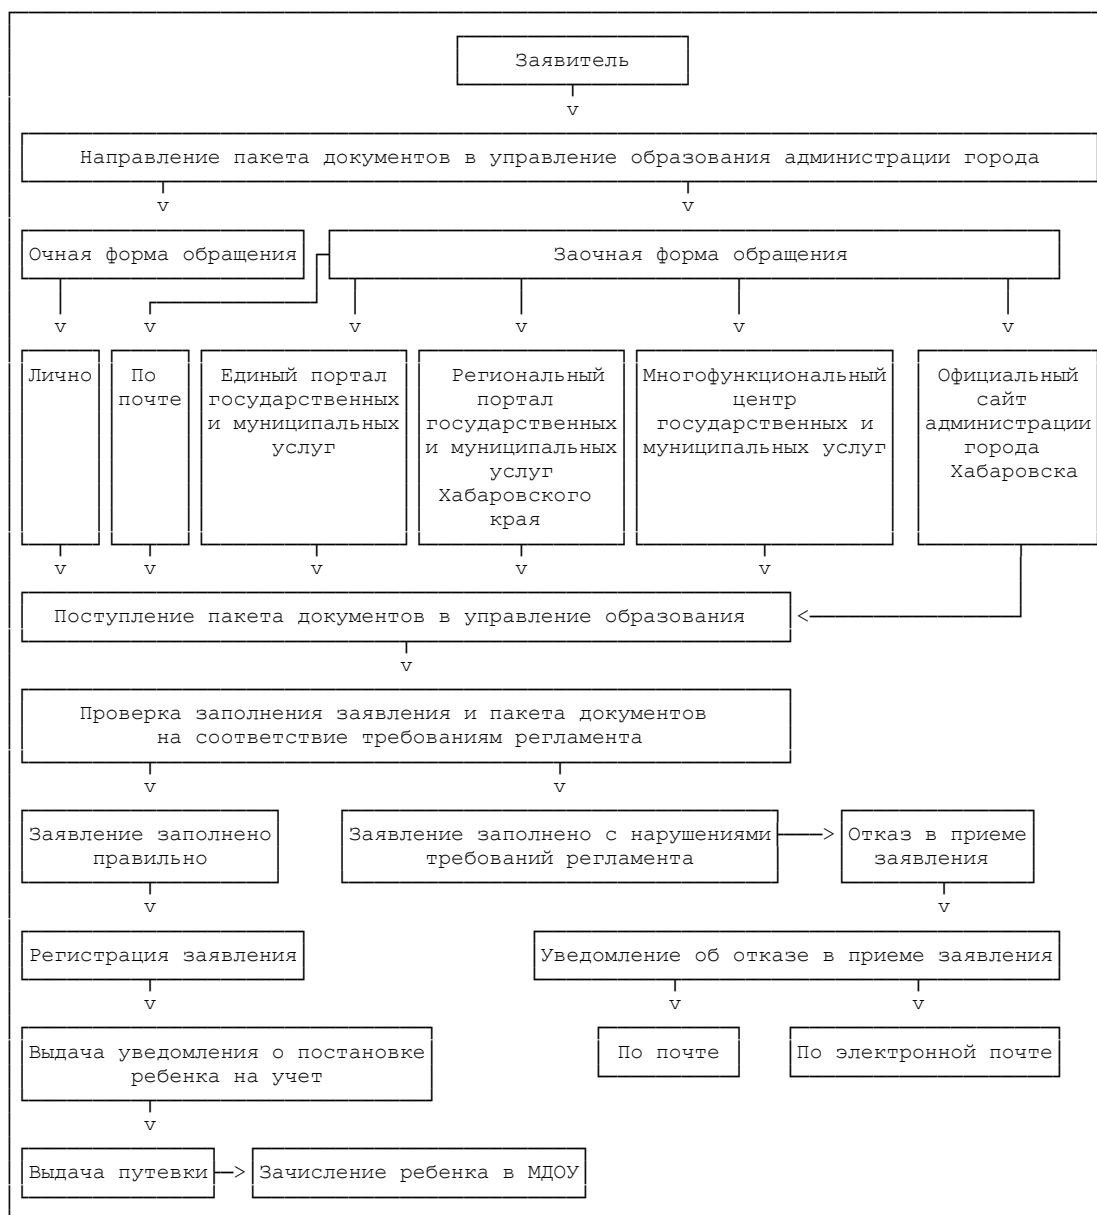 Заявитель
v
Направление пакета документов в управление образования администрации города
v v
Очная форма обращения
Заочная форма обращения
v v v v v v
Лично
По
почте
Единый портал
государственных
и муниципальных
услуг
Региональный
портал
государственных
и муниципальных
услуг
Хабаровского
края
Многофункциональный
центр
государственных и
муниципальных услуг
Официальный
сайт
администрации
города
Хабаровска
v v v v v
Поступление пакета документов в управление образования
<
v
Проверка заполнения заявления и пакета документов
на соответствие требованиям регламента
v v
Заявление заполнено
правильно
Заявление заполнено с нарушениями
требований регламента
>
Отказ в приеме
заявления
v v
Регистрация заявления
Уведомление об отказе в приеме заявления
v v v
Выдача уведомления о постановке
ребенка на учет
По почте
По электронной почте
v
Выдача путевки
>
Зачисление ребенка в МДОУ